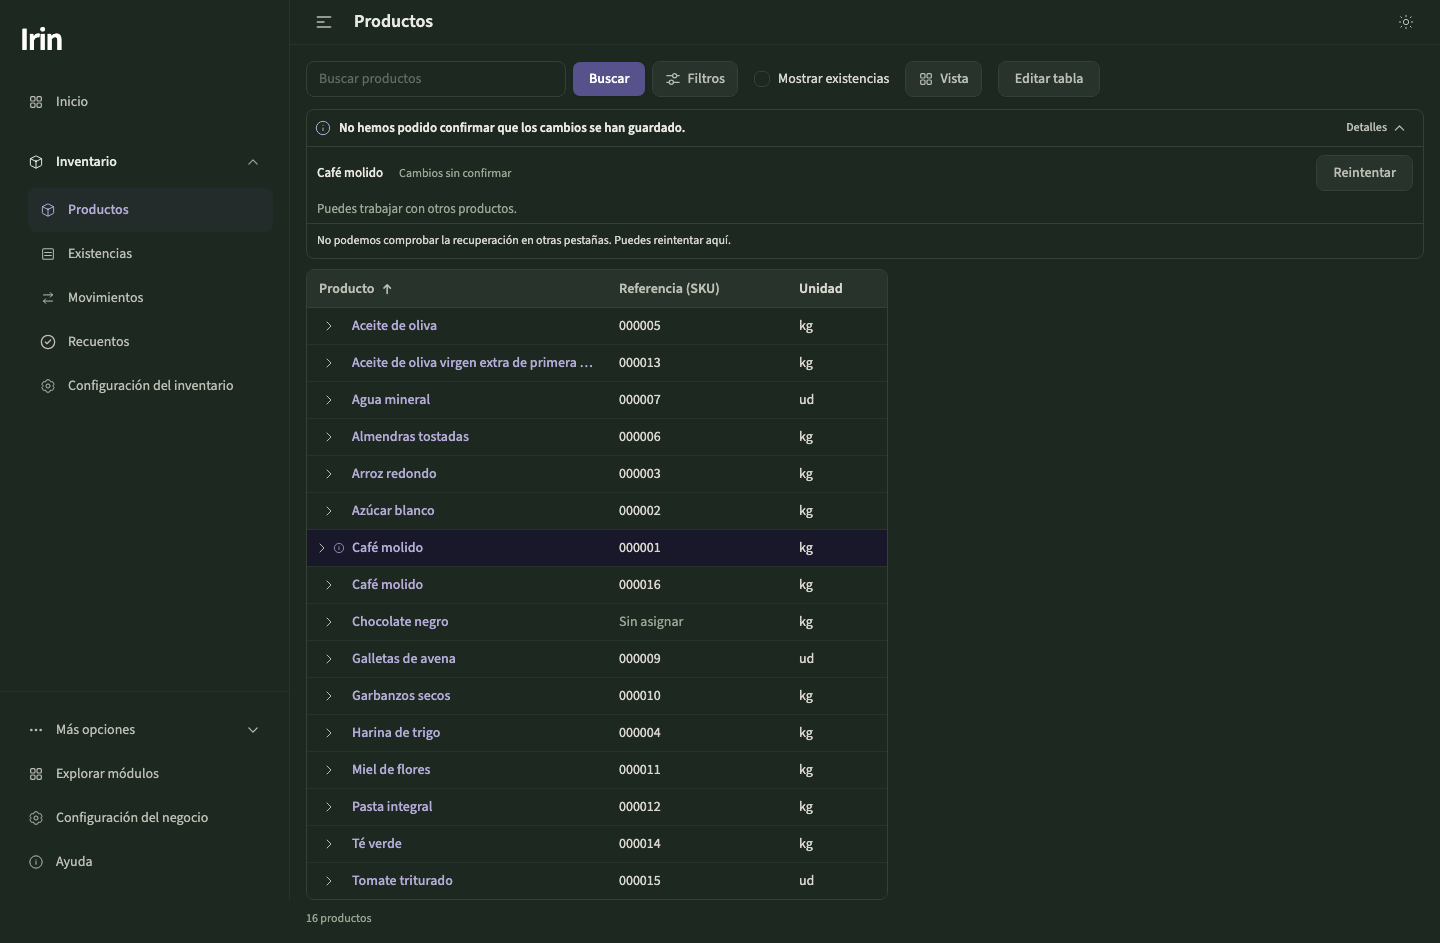 Irin
Inicio
Inventario
Productos
Existencias
Movimientos
Recuentos
Configuración del inventario
Más opciones
Explorar módulos
Configuración del negocio
Ayuda
Productos
Buscar productos
Buscar
Filtros
Mostrar existencias
Vista
Editar tabla
No hemos podido confirmar que los cambios se han guardado.
Detalles
Café molido Cambios sin confirmar
Reintentar
Puedes trabajar con otros productos.
No podemos comprobar la recuperación en otras pestañas. Puedes reintentar aquí.
Producto Referencia (SKU) Unidad
Aceite de oliva 000005 kg
Aceite de oliva virgen extra de primera ... 000013 kg
Agua mineral 000007 ud
Almendras tostadas 000006 kg
Arroz redondo 000003 kg
Azúcar blanco 000002 kg
Café molido 000001 kg
Café molido 000016 kg
Chocolate negro Sin asignar kg
Galletas de avena 000009 ud
Garbanzos secos 000010 kg
Harina de trigo 000004 kg
Miel de flores 000011 kg
Pasta integral 000012 kg
Té verde 000014 kg
Tomate triturado 000015 ud
16 productos